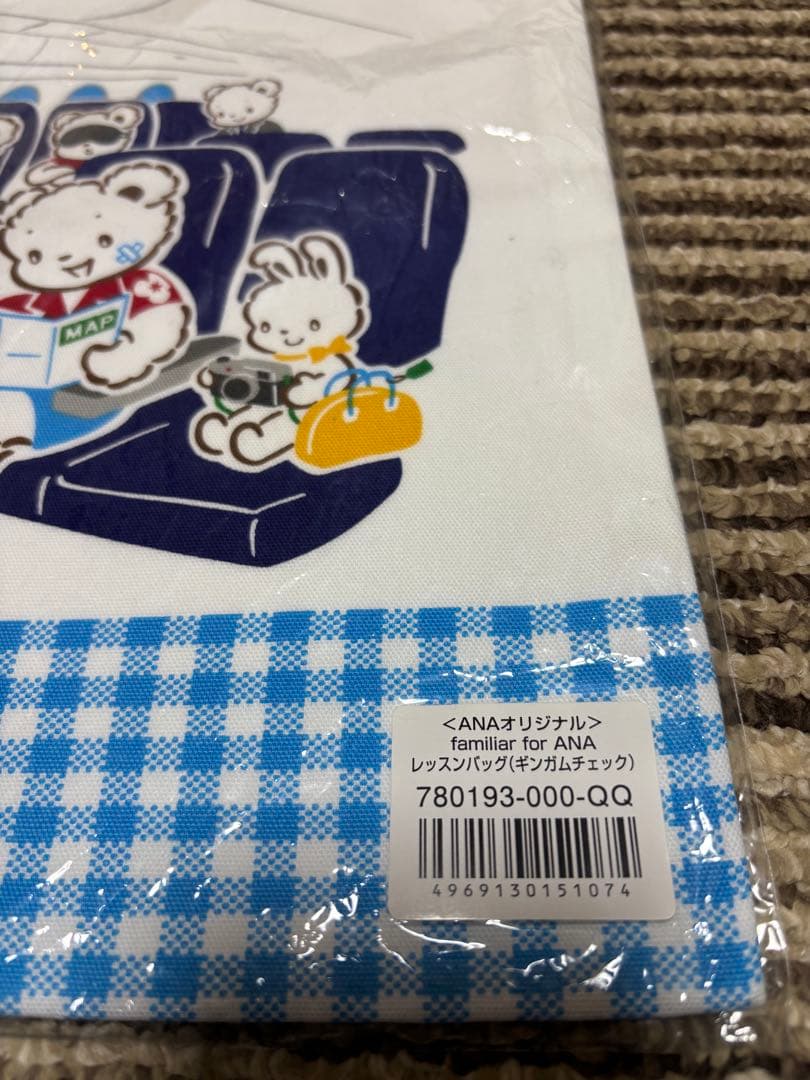 MAP
<ANAオリジナル>
familiar for ANA
レッスンバッグ(ギンガムチェック)
780193-000-QQ
4969130151074